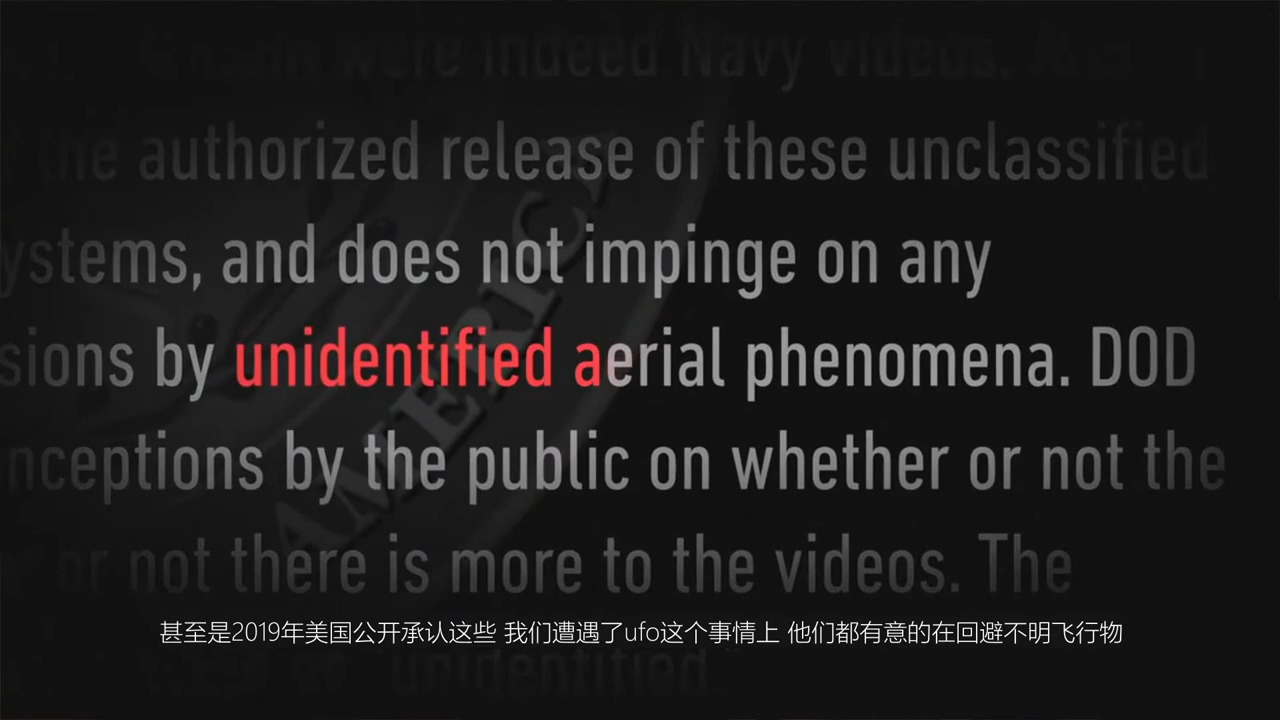 were indeed Navy videos.
the authorized release of these unclassified
ystems, and does not impinge on any
sions by unidentified aerial phenomena. DOD
nceptions by the public on whether or not the
or not there is more to the videos. The
甚至是2019年美国公开承认这些 我们遭遇了ufo这个事情上 他们都有意的在回避不明飞行物
unidentified."
AMERICA